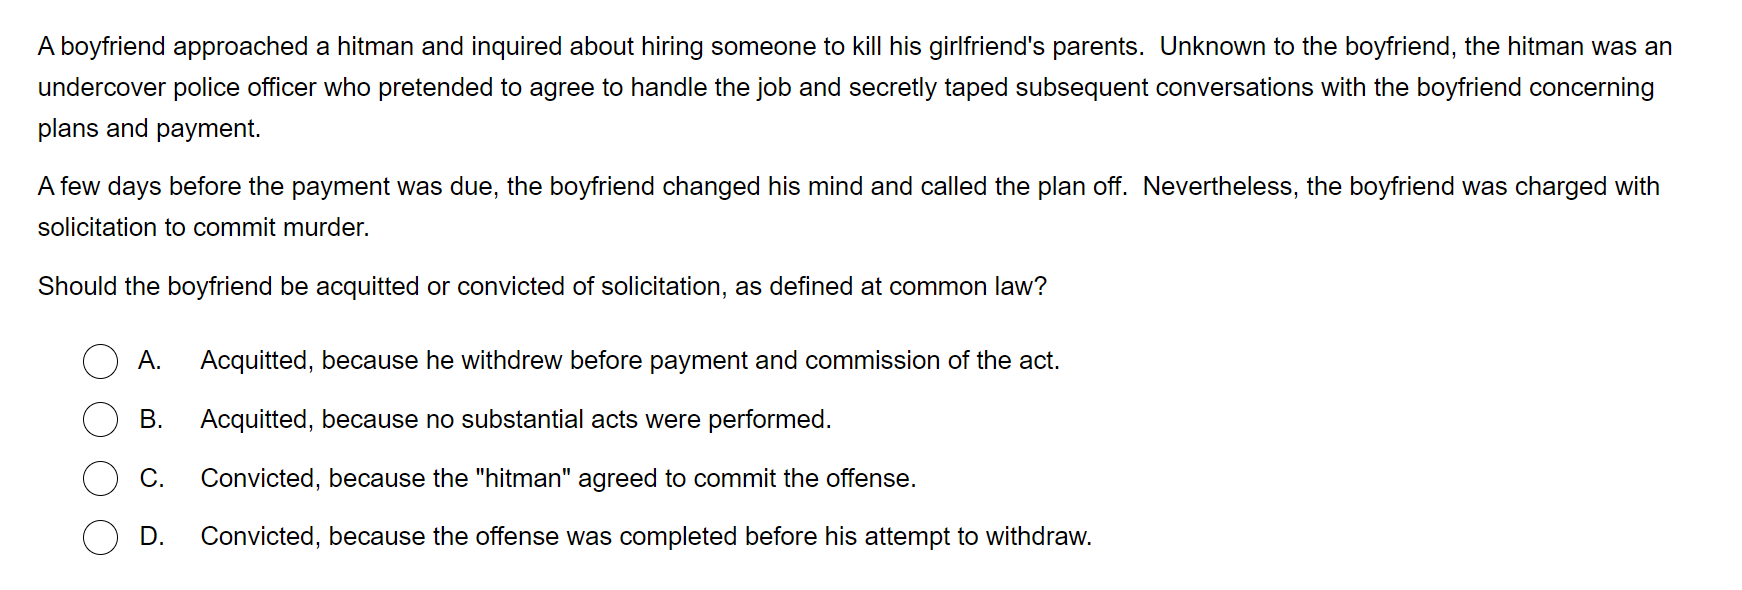 A boyfriend approached a hitman and inquired about hiring someone to kill his girlfriend's parents.  Unknown to the boyfriend, the hitman was an
undercover police officer who pretended to agree to handle the job and secretly taped subsequent conversations with the boyfriend concerning
plans and payment.
A few days before the payment was due, the boyfriend changed his mind and called the plan off.  Nevertheless, the boyfriend was charged with
solicitation to commit murder.
Should the boyfriend be acquitted or convicted of solicitation, as defined at common law?
A. Acquitted, because he withdrew before payment and commission of the act.
B. Acquitted, because no substantial acts were performed.
C. Convicted, because the "hitman" agreed to commit the offense.
D. Convicted, because the offense was completed before his attempt to withdraw.